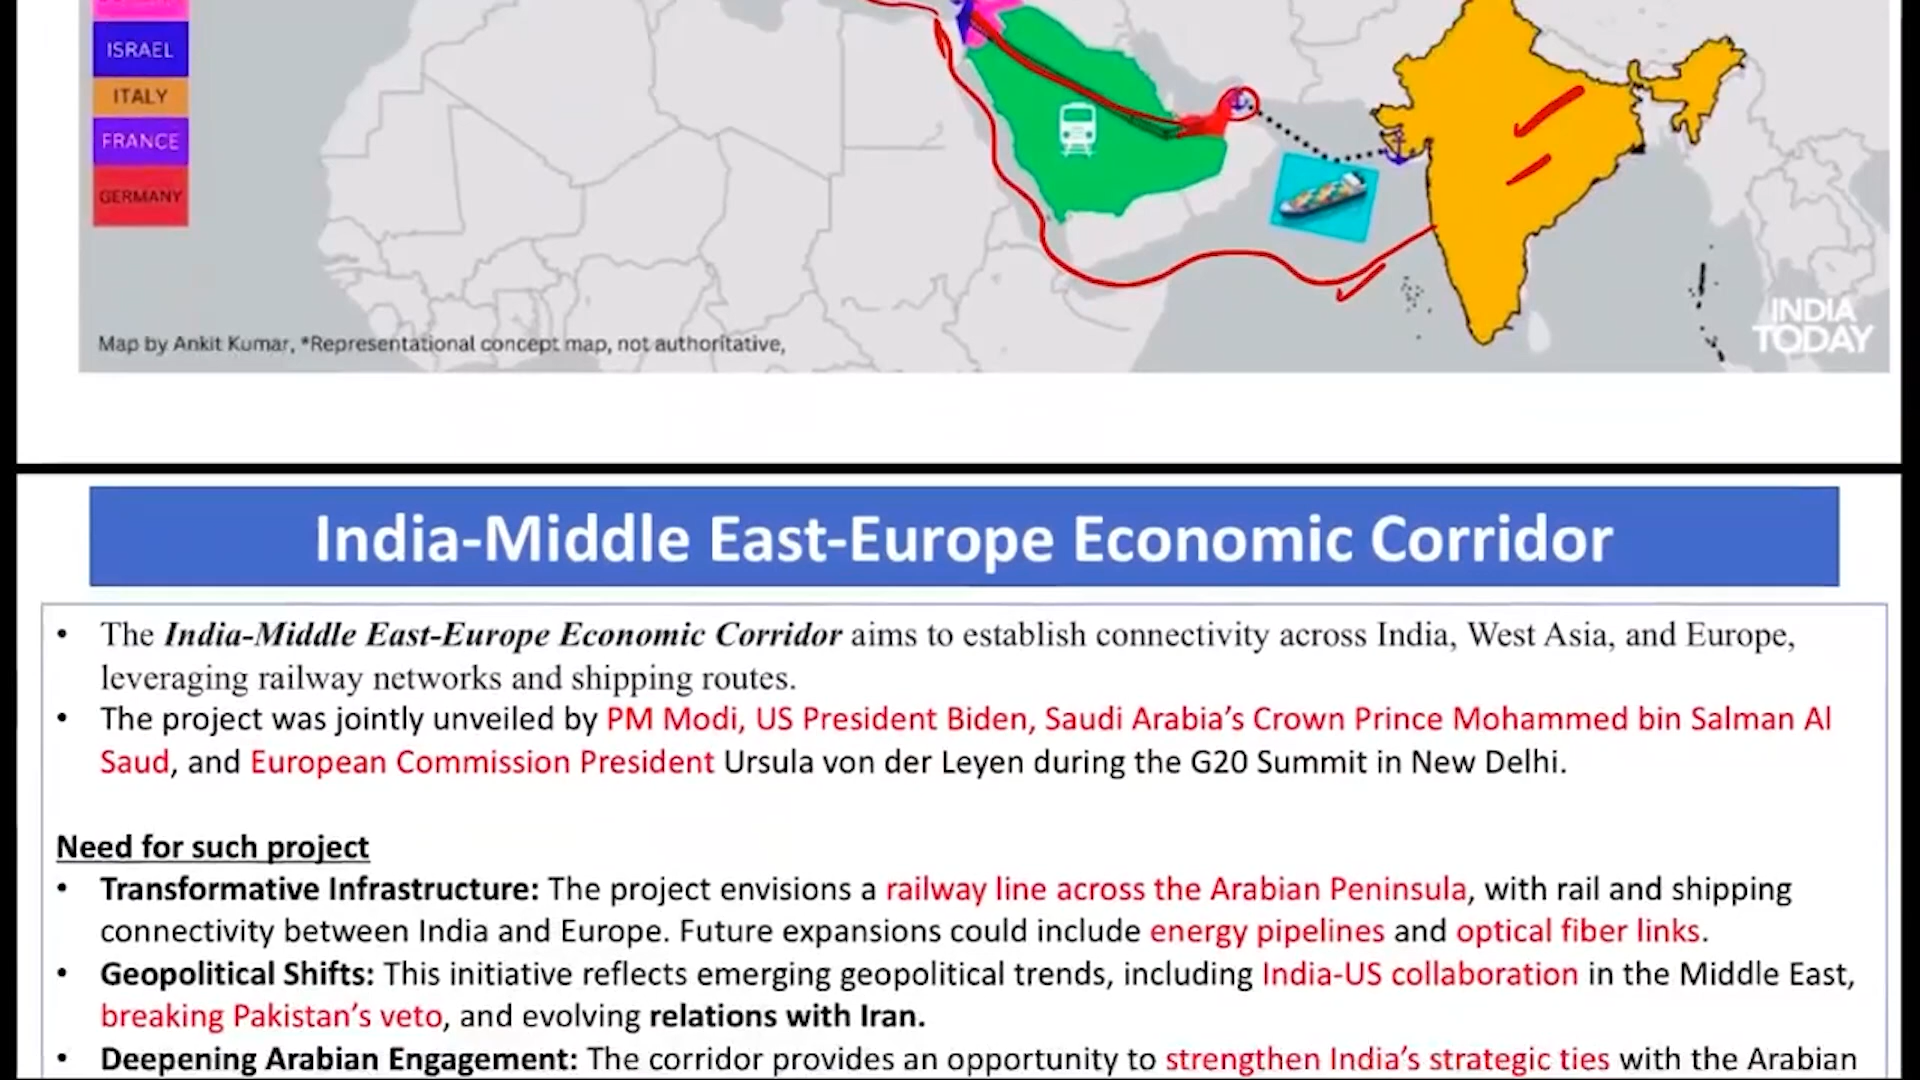 ISRAEL
ITALY
FRANCE
GERMANY
Map by Ankit Kumar, *Representational concept map, not authoritative,
INDIA
TODAY
India-Middle East-Europe Economic Corridor
• The India-Middle East-Europe Economic Corridor aims to establish connectivity across India, West Asia, and Europe,
leveraging railway networks and shipping routes.
• The project was jointly unveiled by PM Modi, US President Biden, Saudi Arabia’s Crown Prince Mohammed bin Salman Al
Saud, and European Commission President Ursula von der Leyen during the G20 Summit in New Delhi.
Need for such project
• Transformative Infrastructure: The project envisions a railway line across the Arabian Peninsula, with rail and shipping
connectivity between India and Europe. Future expansions could include energy pipelines and optical fiber links.
• Geopolitical Shifts: This initiative reflects emerging geopolitical trends, including India-US collaboration in the Middle East,
breaking Pakistan’s veto, and evolving relations with Iran.
• Deepening Arabian Engagement: The corridor provides an opportunity to strengthen India’s strategic ties with the Arabian